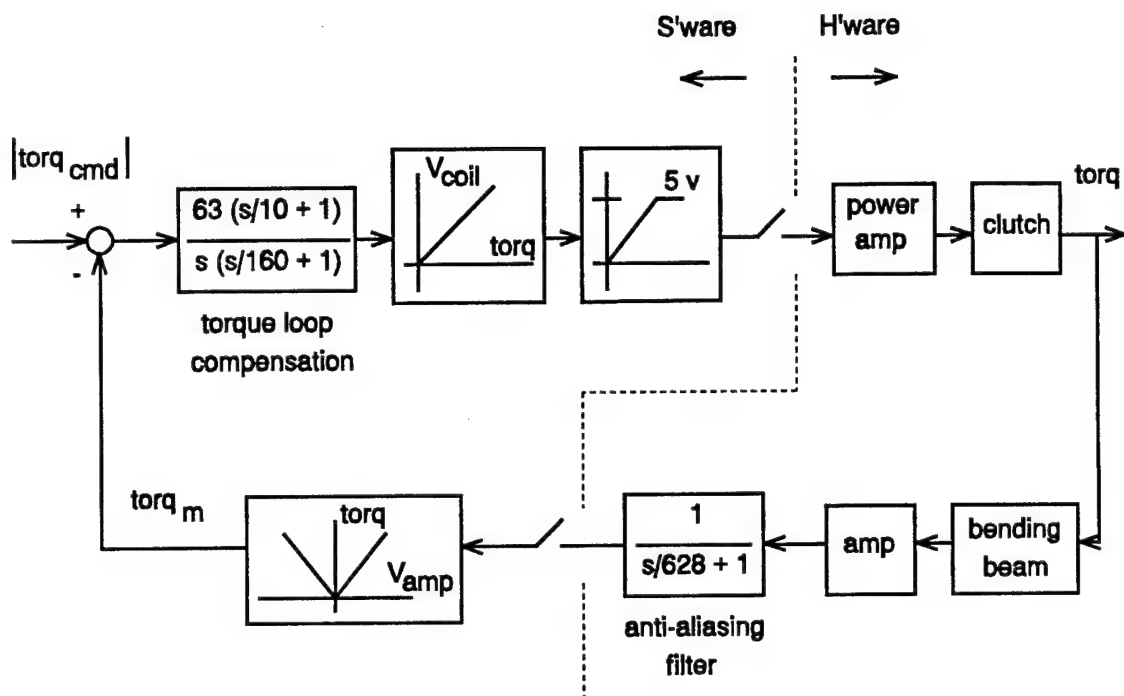 S'ware
H'ware
|torq cmd|
+
-
63 (s/10 + 1)
s (s/160 + 1)
torque loop
compensation
V coil
torq
5 v
power
amp
clutch
torq
torq m
torq
V amp
1
s/628 + 1
anti-aliasing
filter
amp
bending
beam